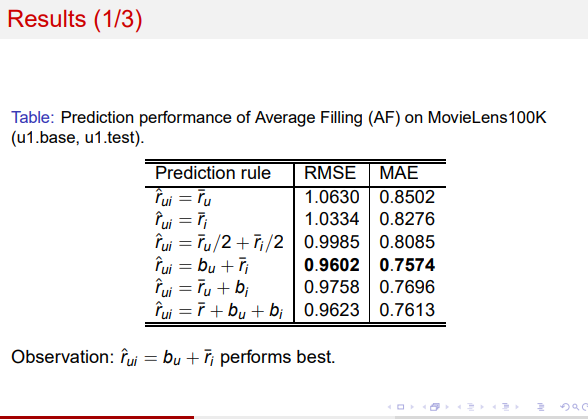 Results (1/3)
Table: Prediction performance of Average Filling (AF) on MovieLens100K
(u1.base, u1.test).
Prediction rule RMSE MAE
r̂ui = r̄u 1.0630 0.8502
r̂ui = r̄i 1.0334 0.8276
r̂ui = r̄u/2 + r̄i/2 0.9985 0.8085
r̂ui = bu + r̄i 0.9602 0.7574
r̂ui = r̄u + bi 0.9758 0.7696
r̂ui = r̄ + bu + bi 0.9623 0.7613
Observation: r̂ui = bu + r̄i performs best.